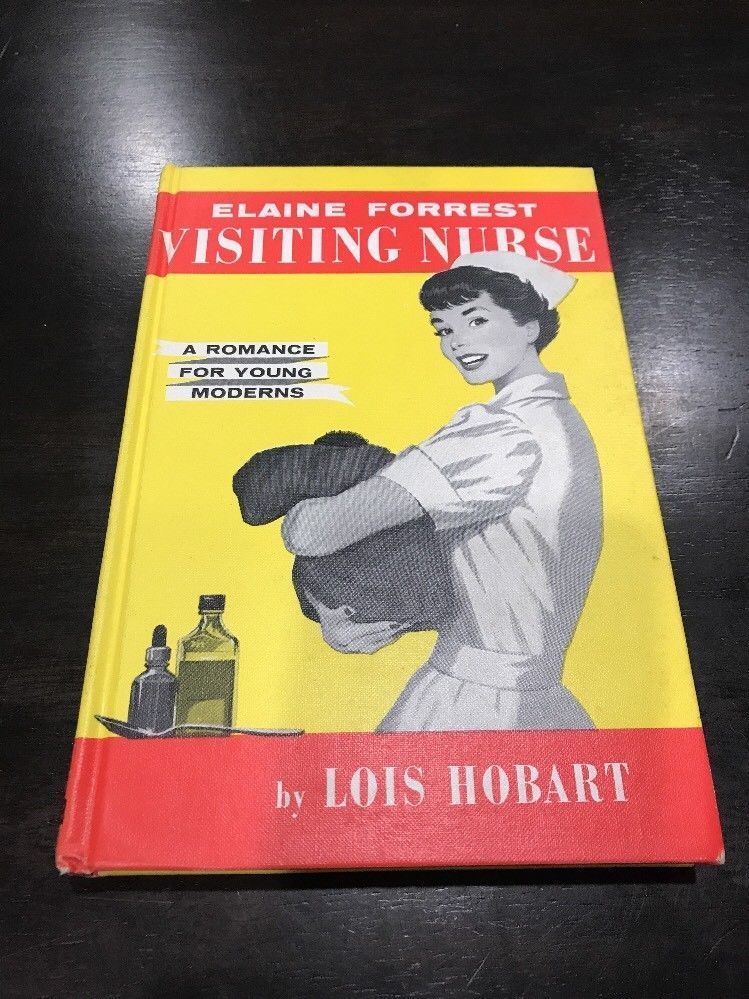 ELAINE FORREST
VISITING NURSE
A ROMANCE
FOR YOUNG
MODERNS
by LOIS HOBART